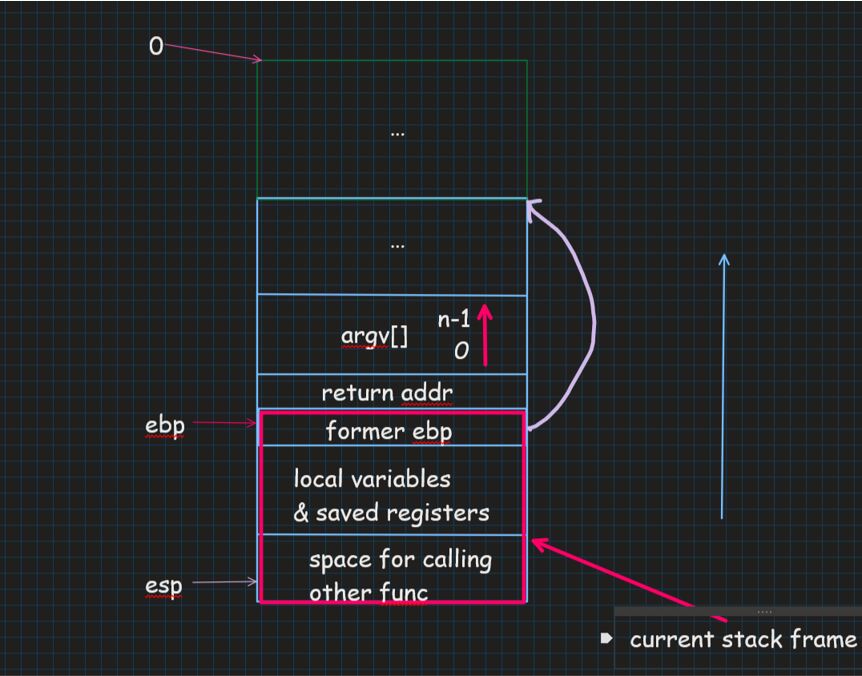 0
...
...
argv[]
n-1
0
return addr
ebp
former ebp
local variables
& saved registers
space for calling
other func
esp
current stack frame